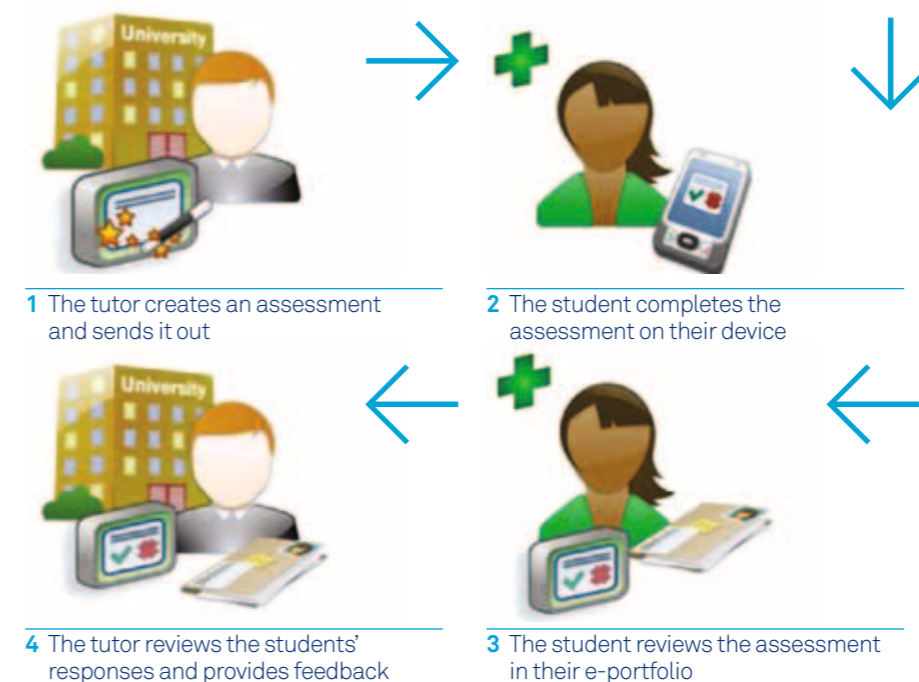 University
1 The tutor creates an assessment
and sends it out
2 The student completes the
assessment on their device
University
4 The tutor reviews the students’
responses and provides feedback
3 The student reviews the assessment
in their e-portfolio